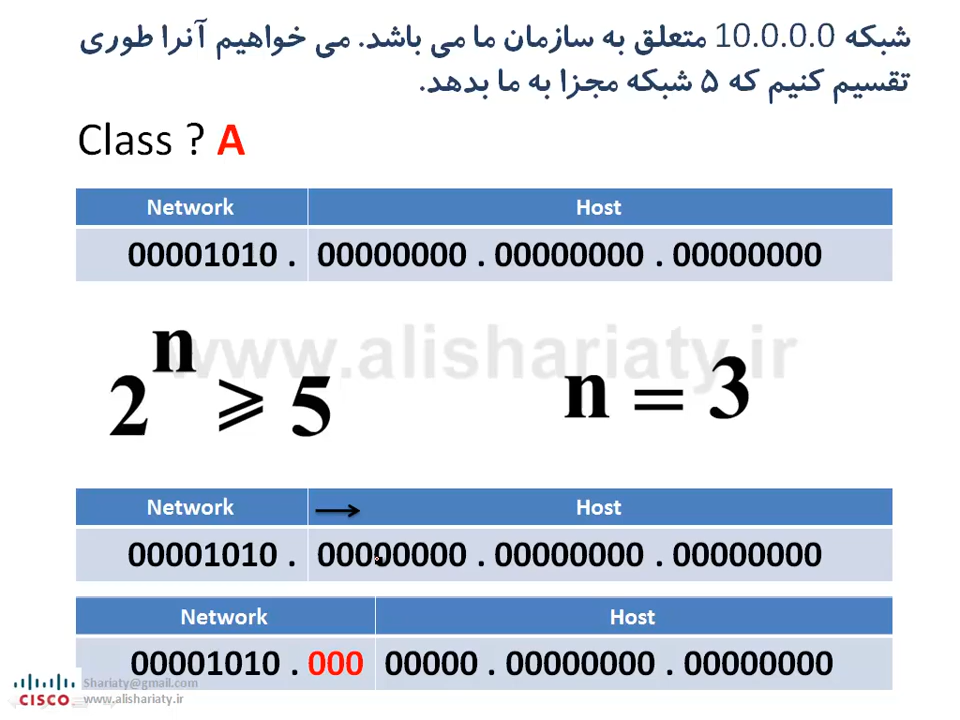 شبکه 10.0.0.0 متعلق به سازمان ما می باشد. می خواهیم آنرا طوری
تقسیم کنیم که ۵ شبکه مجزا به ما بدهد.
Class ? A
Network Host
00001010 . 00000000 . 00000000 . 00000000
www.alishariaty.ir
2^n ⩾ 5 n = 3
Network Host
00001010 . 00000000 . 00000000 . 00000000
Network Host
00001010 . 000 00000 . 00000000 . 00000000
Shariaty@gmail.com
CISCO www.alishariaty.ir